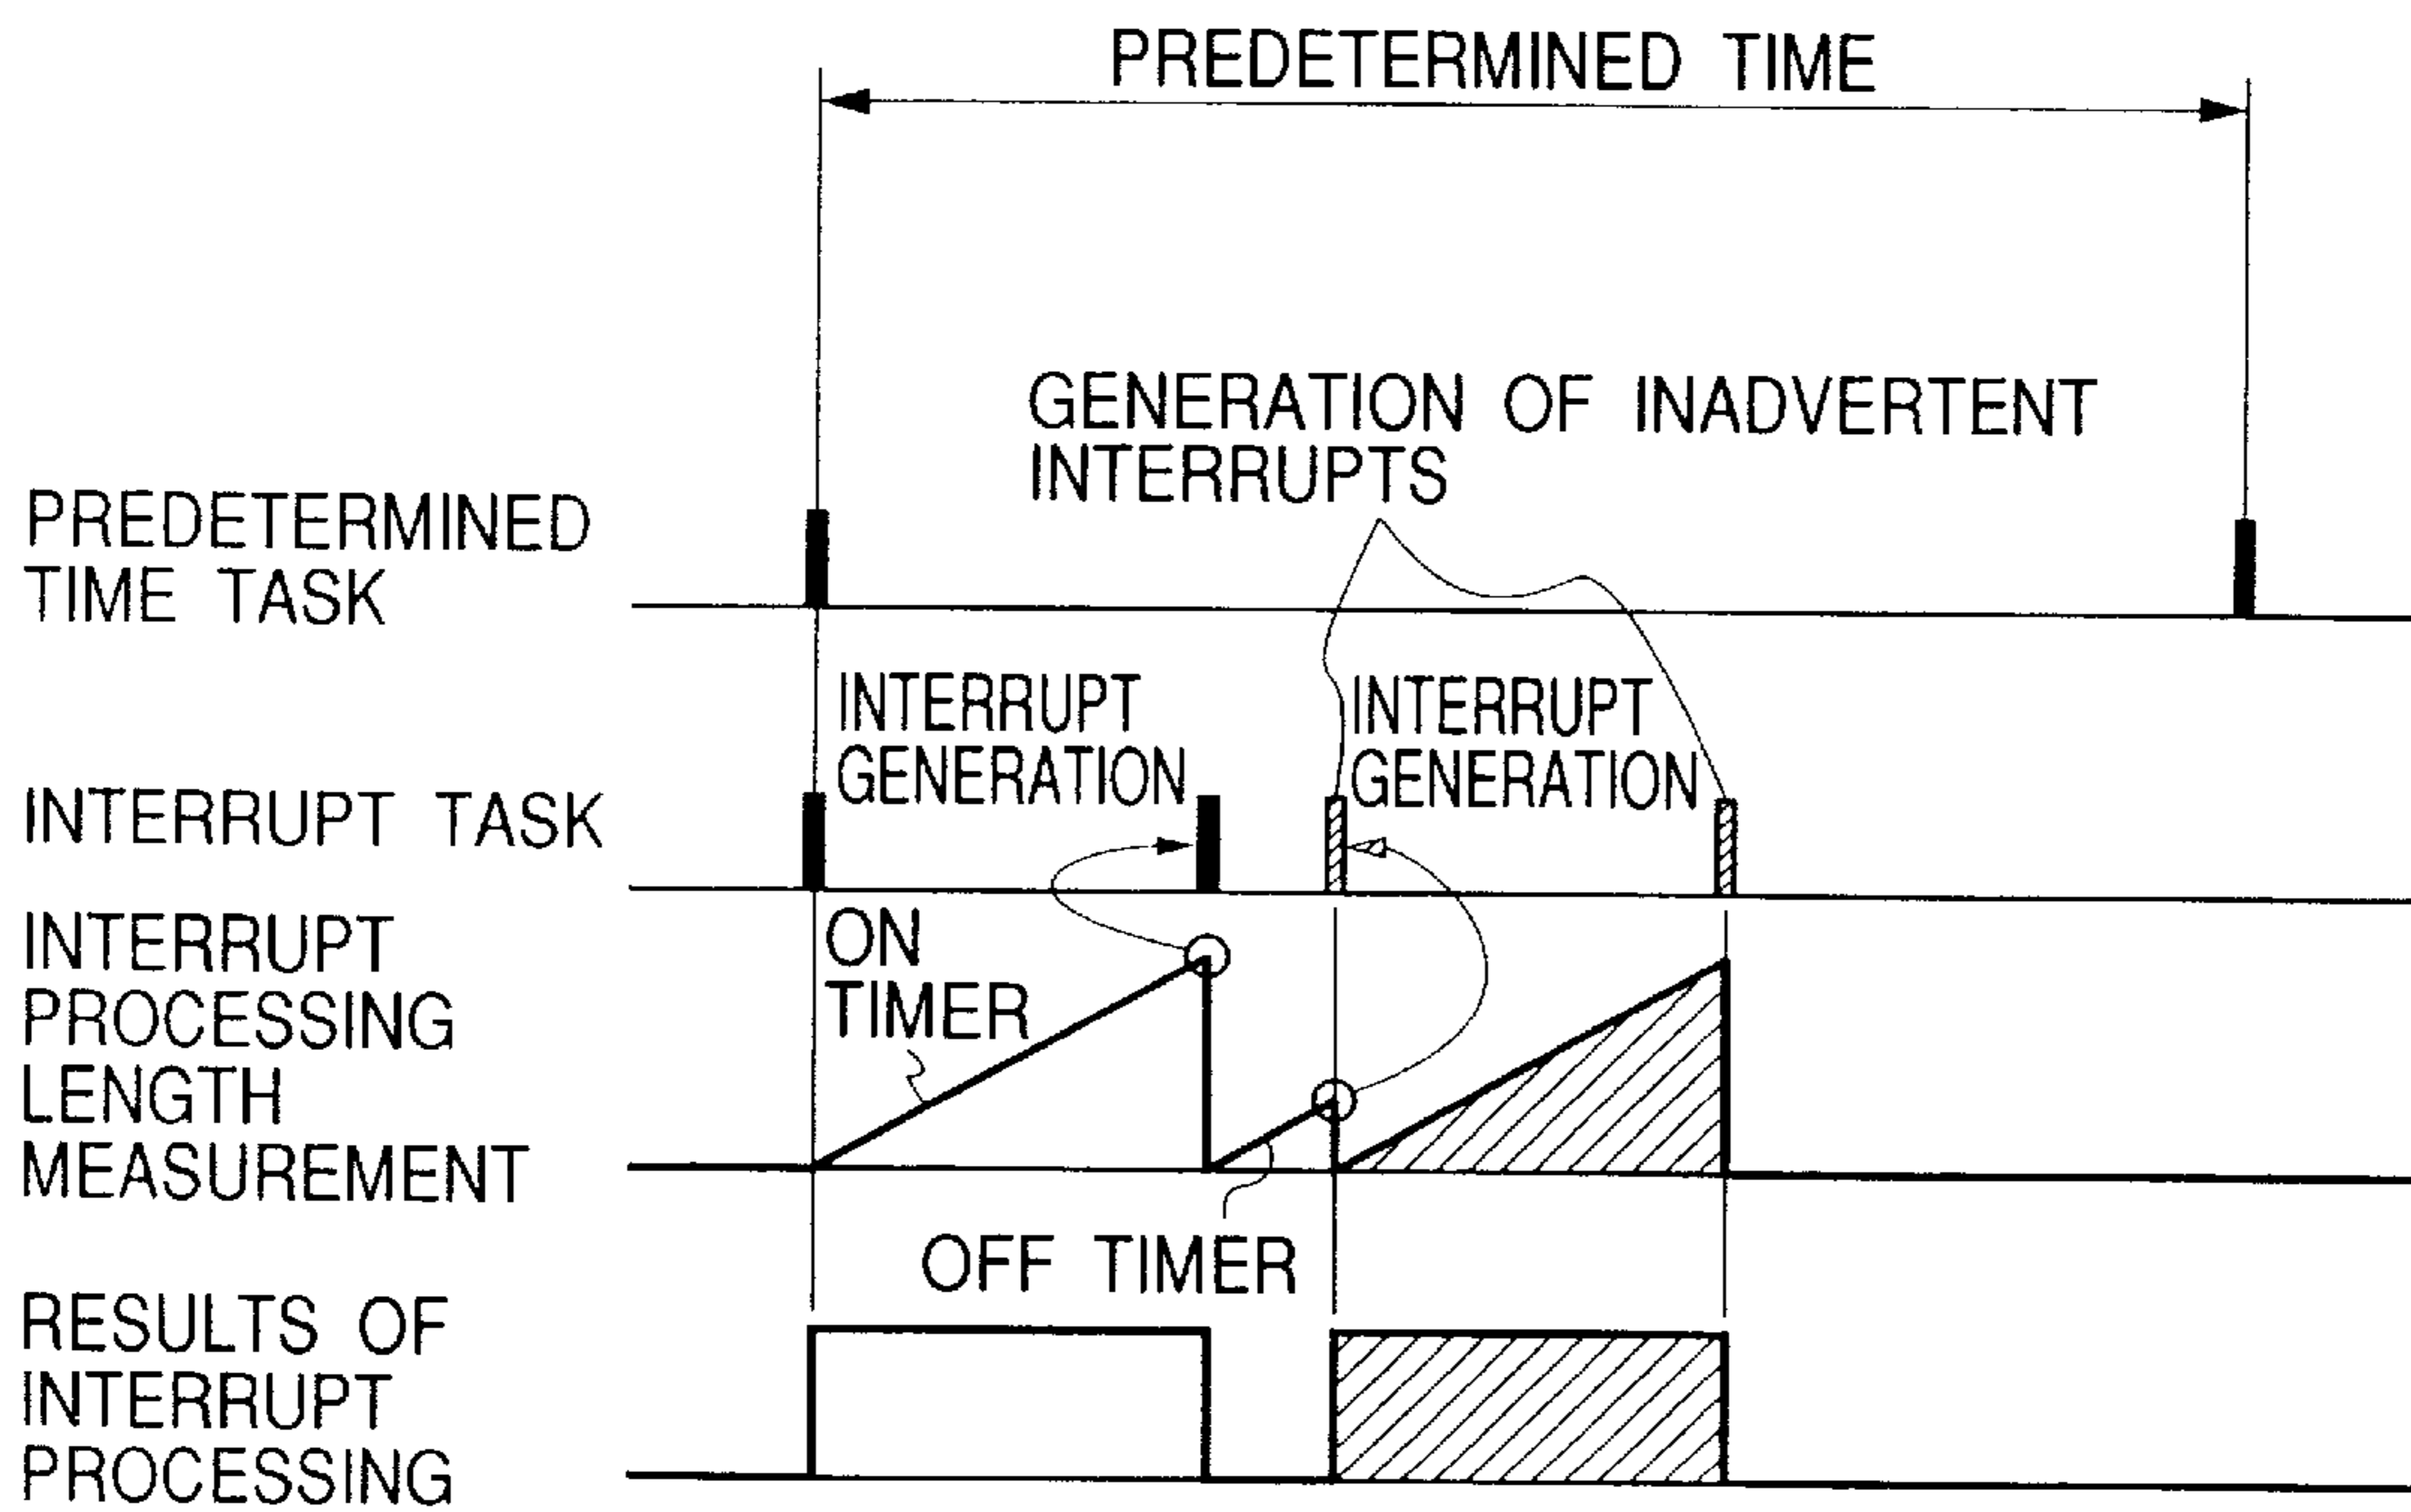 PREDETERMINED TIME
GENERATION OF INADVERTENT
INTERRUPTS
PREDETERMINED
TIME TASK
INTERRUPT
GENERATION
INTERRUPT
GENERATION
INTERRUPT TASK
INTERRUPT
PROCESSING
LENGTH
MEASUREMENT
ON
TIMER
OFF TIMER
RESULTS OF
INTERRUPT
PROCESSING